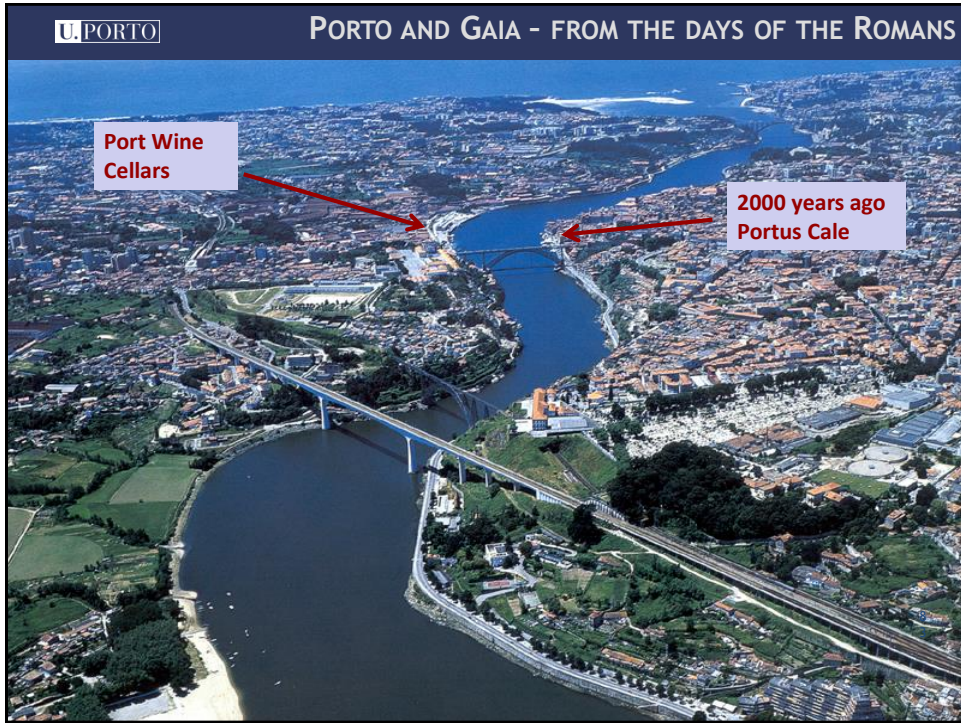 U.PORTO
PORTO AND GAIA - FROM THE DAYS OF THE ROMANS
Port Wine
Cellars
2000 years ago
Portus Cale